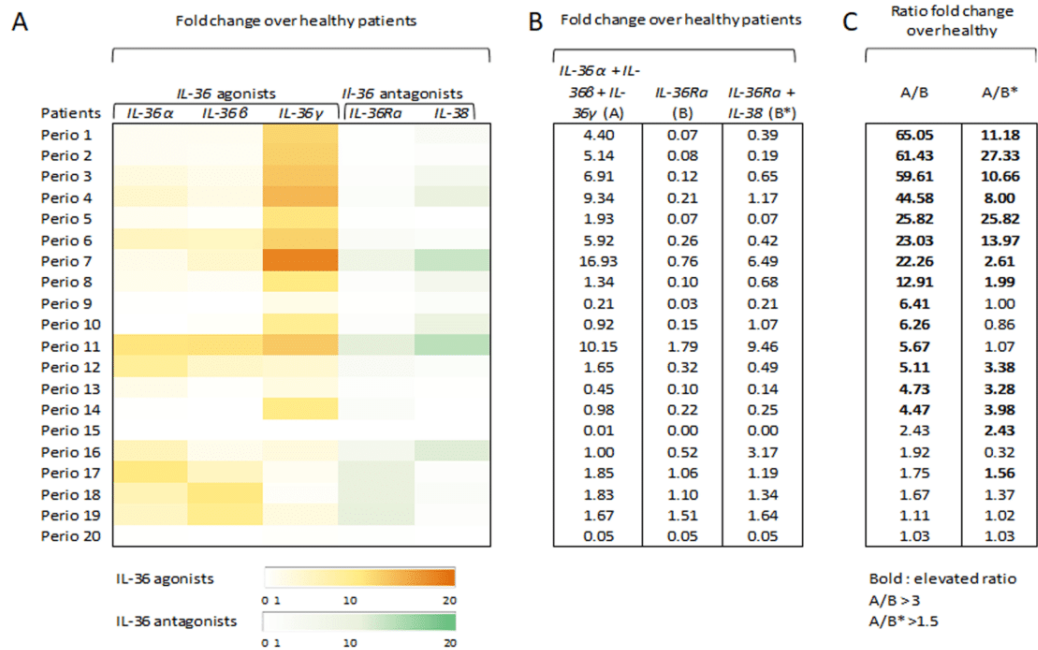 A
Fold change over healthy patients
IL-36 agonists Il-36 antagonists
Patients IL-36α IL-36β IL-36γ IL-36Ra IL-38
Perio 1
Perio 2
Perio 3
Perio 4
Perio 5
Perio 6
Perio 7
Perio 8
Perio 9
Perio 10
Perio 11
Perio 12
Perio 13
Perio 14
Perio 15
Perio 16
Perio 17
Perio 18
Perio 19
Perio 20
IL-36 agonists
0 1 10 20
IL-36 antagonists
0 1 10 20
B
Fold change over healthy patients
IL-36α + IL-
36β + IL-
36γ (A)
IL-36Ra
(B)
IL-36Ra +
IL-38 (B*)
4.40 0.07 0.39
5.14 0.08 0.19
6.91 0.12 0.65
9.34 0.21 1.17
1.93 0.07 0.07
5.92 0.26 0.42
16.93 0.76 6.49
1.34 0.10 0.68
0.21 0.03 0.21
0.92 0.15 1.07
10.15 1.79 9.46
1.65 0.32 0.49
0.45 0.10 0.14
0.98 0.22 0.25
0.01 0.00 0.00
1.00 0.52 3.17
1.85 1.06 1.19
1.83 1.10 1.34
1.67 1.51 1.64
0.05 0.05 0.05
C
Ratio fold change
over healthy
A/B A/B*
65.05 11.18
61.43 27.33
59.61 10.66
44.58 8.00
25.82 25.82
23.03 13.97
22.26 2.61
12.91 1.99
6.41 1.00
6.26 0.86
5.67 1.07
5.11 3.38
4.73 3.28
4.47 3.98
2.43 2.43
1.92 0.32
1.75 1.56
1.67 1.37
1.11 1.02
1.03 1.03
Bold : elevated ratio
A/B >3
A/B* >1.5